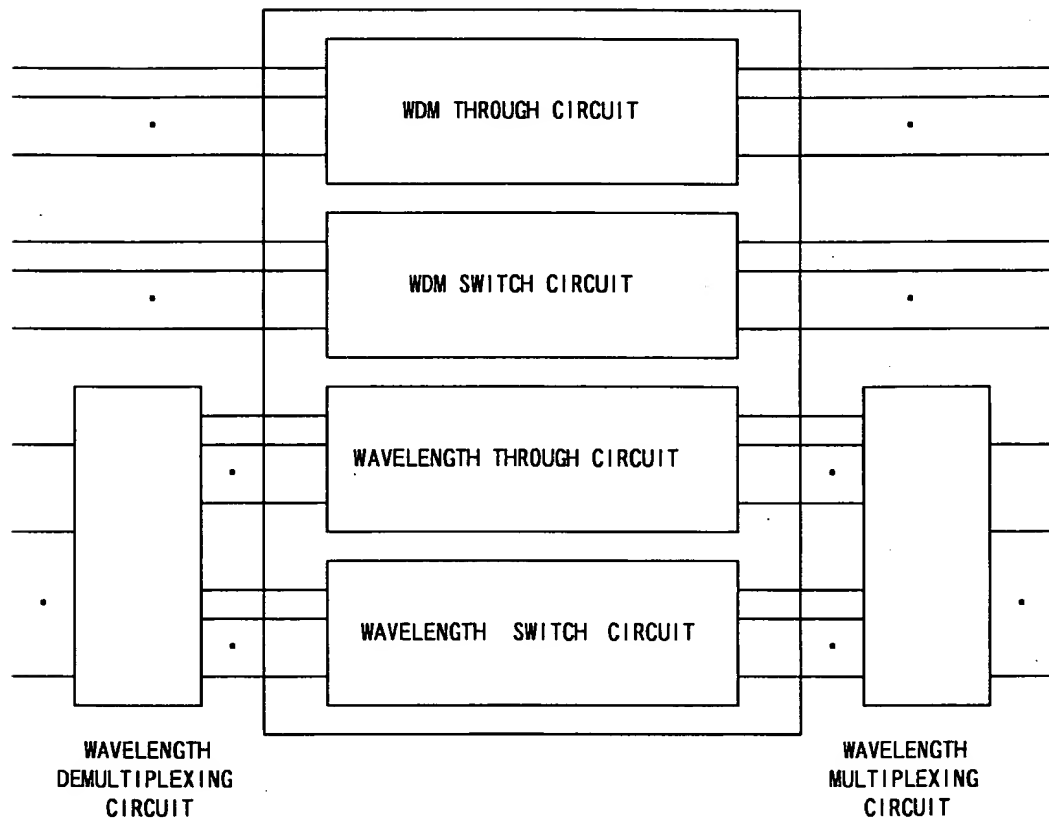 WDM THROUGH CIRCUIT
WDM SWITCH CIRCUIT
WAVELENGTH THROUGH CIRCUIT
WAVELENGTH SWITCH CIRCUIT
WAVELENGTH
DEMULTIPLEXING
CIRCUIT
WAVELENGTH
MULTIPLEXING
CIRCUIT